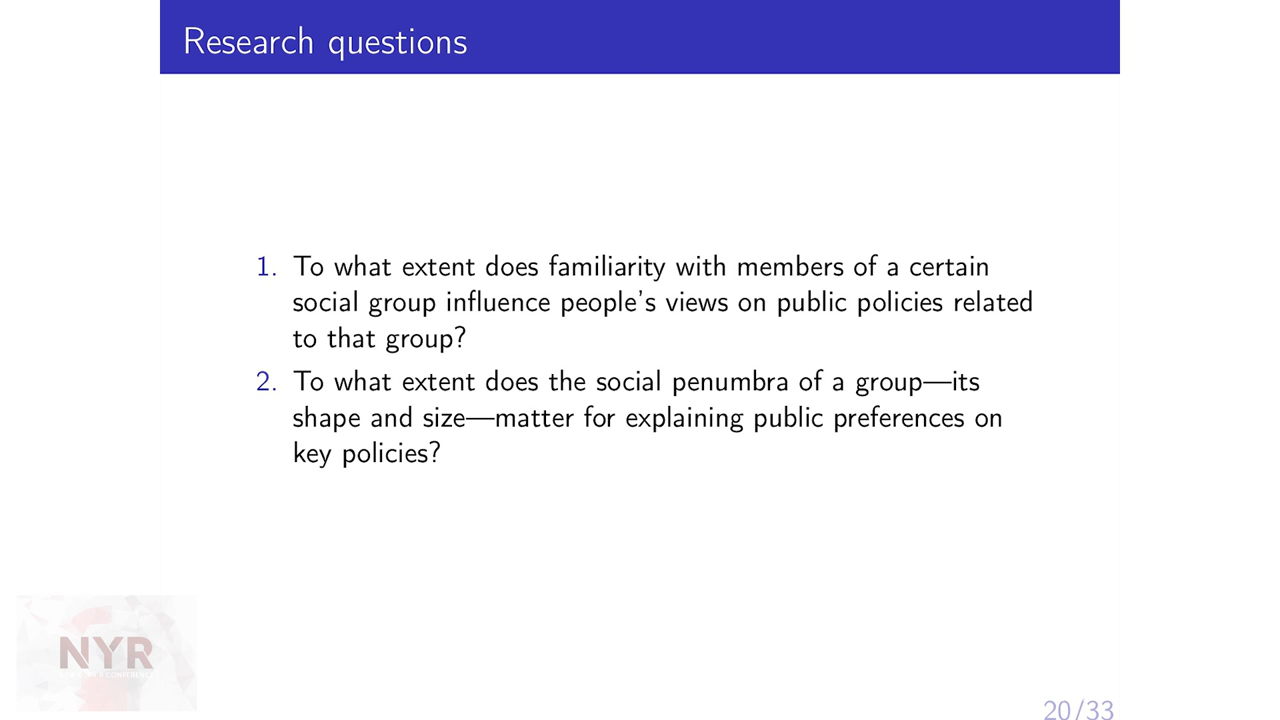 Research questions
1. To what extent does familiarity with members of a certain
social group influence people's views on public policies related
to that group?
2. To what extent does the social penumbra of a group—its
shape and size—matter for explaining public preferences on
key policies?
NYR
20/33